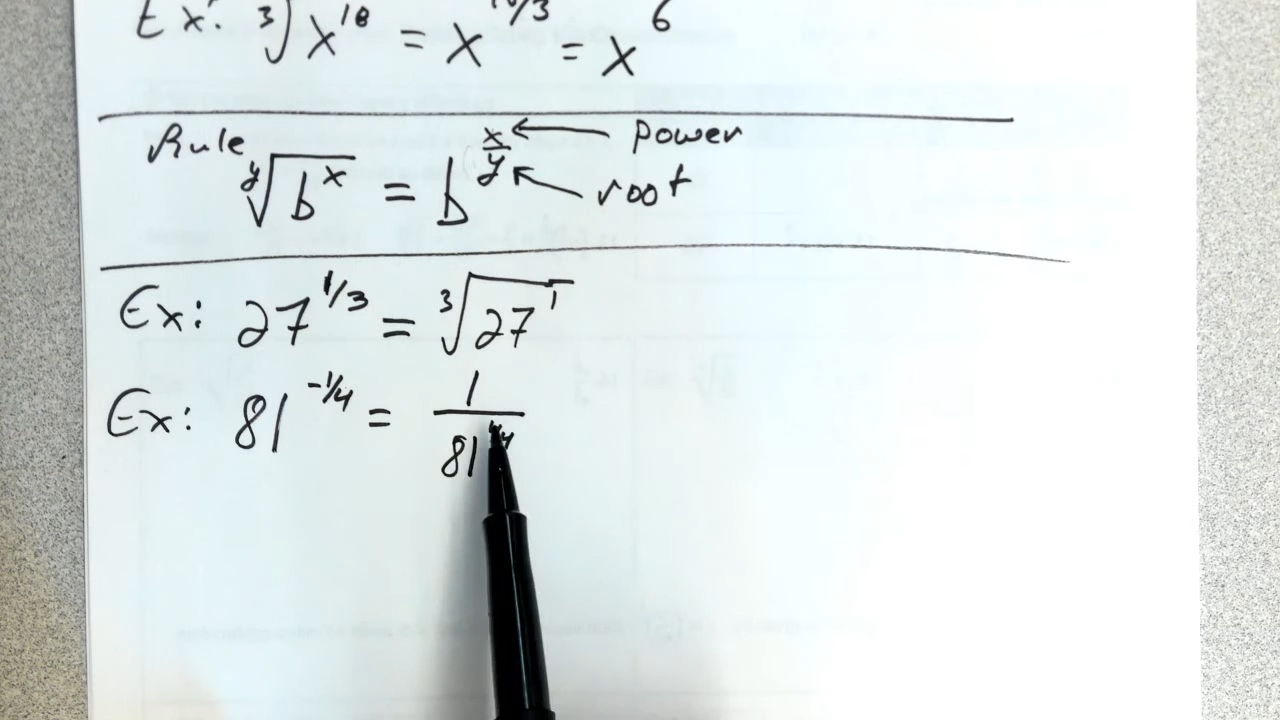 Ex: ∛x¹⁸ = x^18/3 = x⁶
Rule
ʸ√bˣ = b^x/y ← power
← root
Ex: 27^1/3 = ³√27¹
Ex: 81^-1/4 = 1/81^1/4